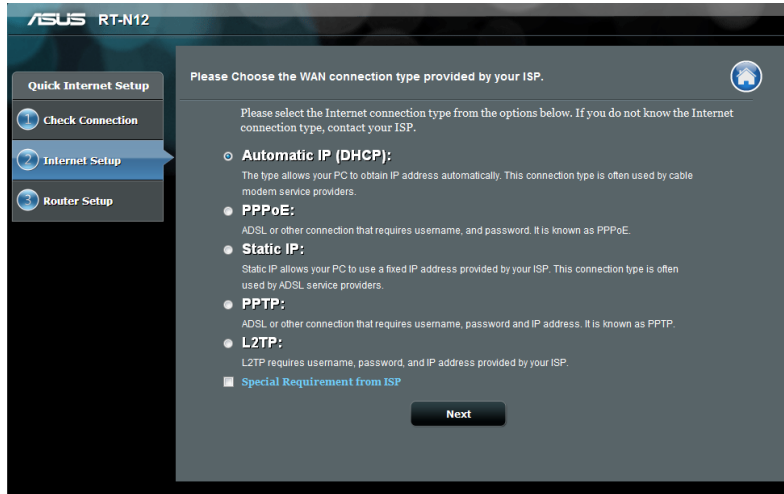 ASUS RT-N12
Quick Internet Setup
1 Check Connection
2 Internet Setup
3 Router Setup
Please Choose the WAN connection type provided by your ISP.
Please select the Internet connection type from the options below. If you do not know the Internet
connection type, contact your ISP.
Automatic IP (DHCP):
The type allows your PC to obtain IP address automatically. This connection type is often used by cable
modem service providers.
PPPoE:
ADSL or other connection that requires username, and password. It is known as PPPoE.
Static IP:
Static IP allows your PC to use a fixed IP address provided by your ISP. This connection type is often
used by ADSL service providers.
PPTP:
ADSL or other connection that requires username, password and IP address. It is known as PPTP.
L2TP:
L2TP requires username, password, and IP address provided by your ISP.
Special Requirement from ISP
Next